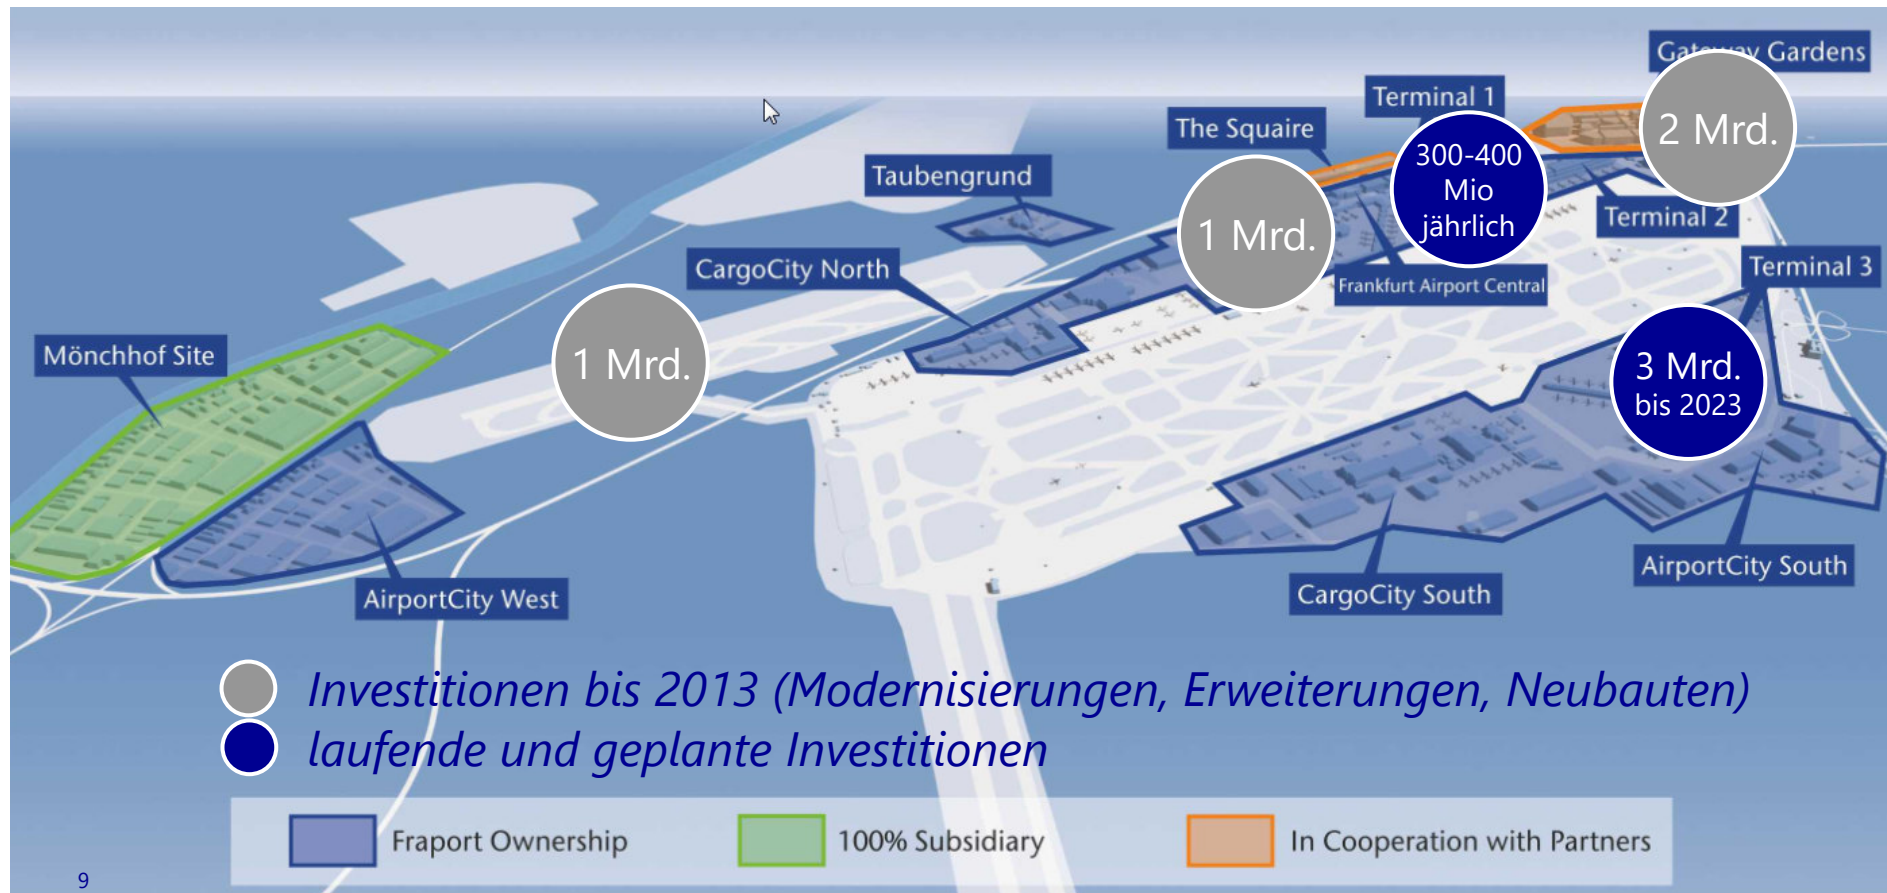 Gateway Gardens
Terminal 1
The Squaire
2 Mrd.
300-400
Mio
jährlich
Taubengrund
1 Mrd.
Terminal 2
CargoCity North
Terminal 3
Frankfurt Airport Central
Mönchhof Site
1 Mrd.
3 Mrd.
bis 2023
AirportCity South
CargoCity South
AirportCity West
Investitionen bis 2013 (Modernisierungen, Erweiterungen, Neubauten)
laufende und geplante Investitionen
Fraport Ownership
100% Subsidiary
In Cooperation with Partners
9